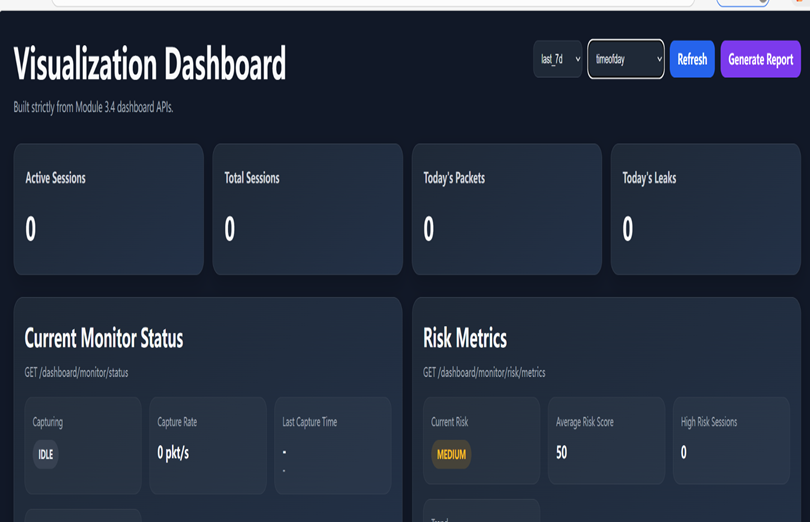 Visualization Dashboard
last_7d
timeofday
Refresh
Generate Report
Built strictly from Module 3.4 dashboard APIs.
Active Sessions
0
Total Sessions
0
Today's Packets
0
Today's Leaks
0
Current Monitor Status
GET /dashboard/monitor/status
Capturing
IDLE
Capture Rate
0 pkt/s
Last Capture Time
-
-
Risk Metrics
GET /dashboard/monitor/risk/metrics
Current Risk
MEDIUM
Average Risk Score
50
High Risk Sessions
0